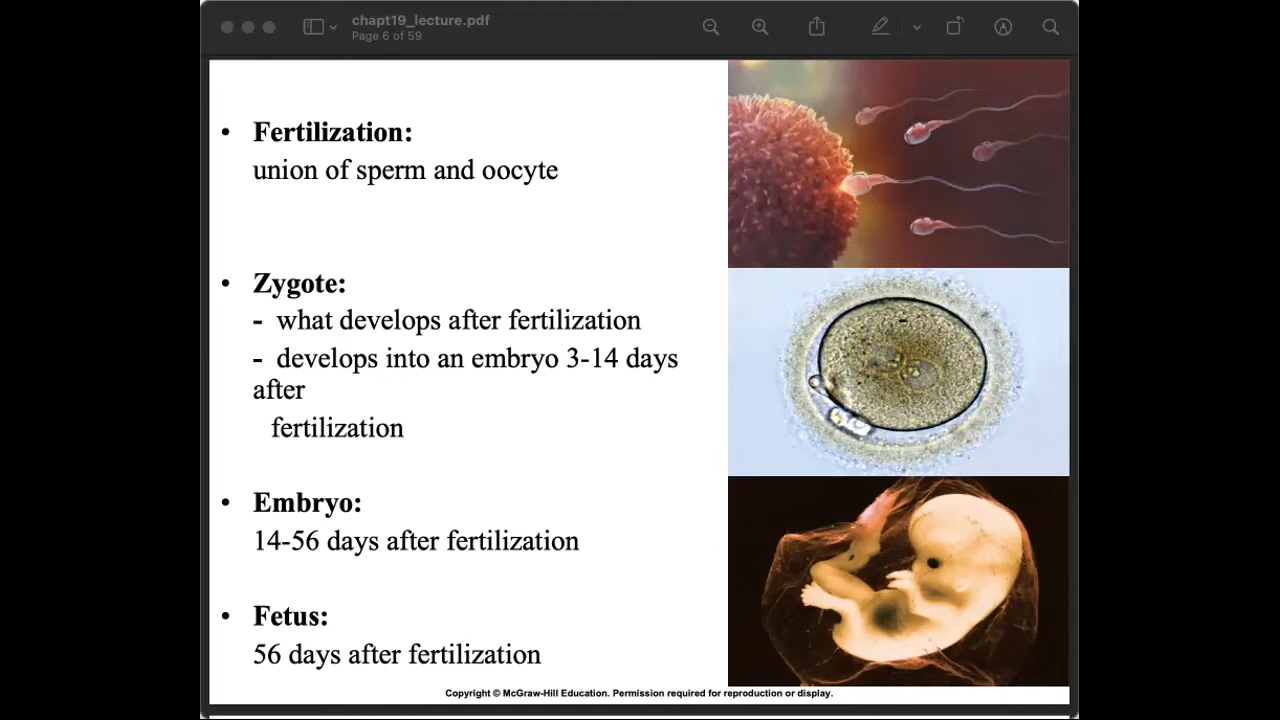 chapt19_lecture.pdf
Page 6 of 59
• Fertilization:
union of sperm and oocyte
• Zygote:
- what develops after fertilization
- develops into an embryo 3-14 days
after
fertilization
• Embryo:
14-56 days after fertilization
• Fetus:
56 days after fertilization
Copyright © McGraw-Hill Education. Permission required for reproduction or display.